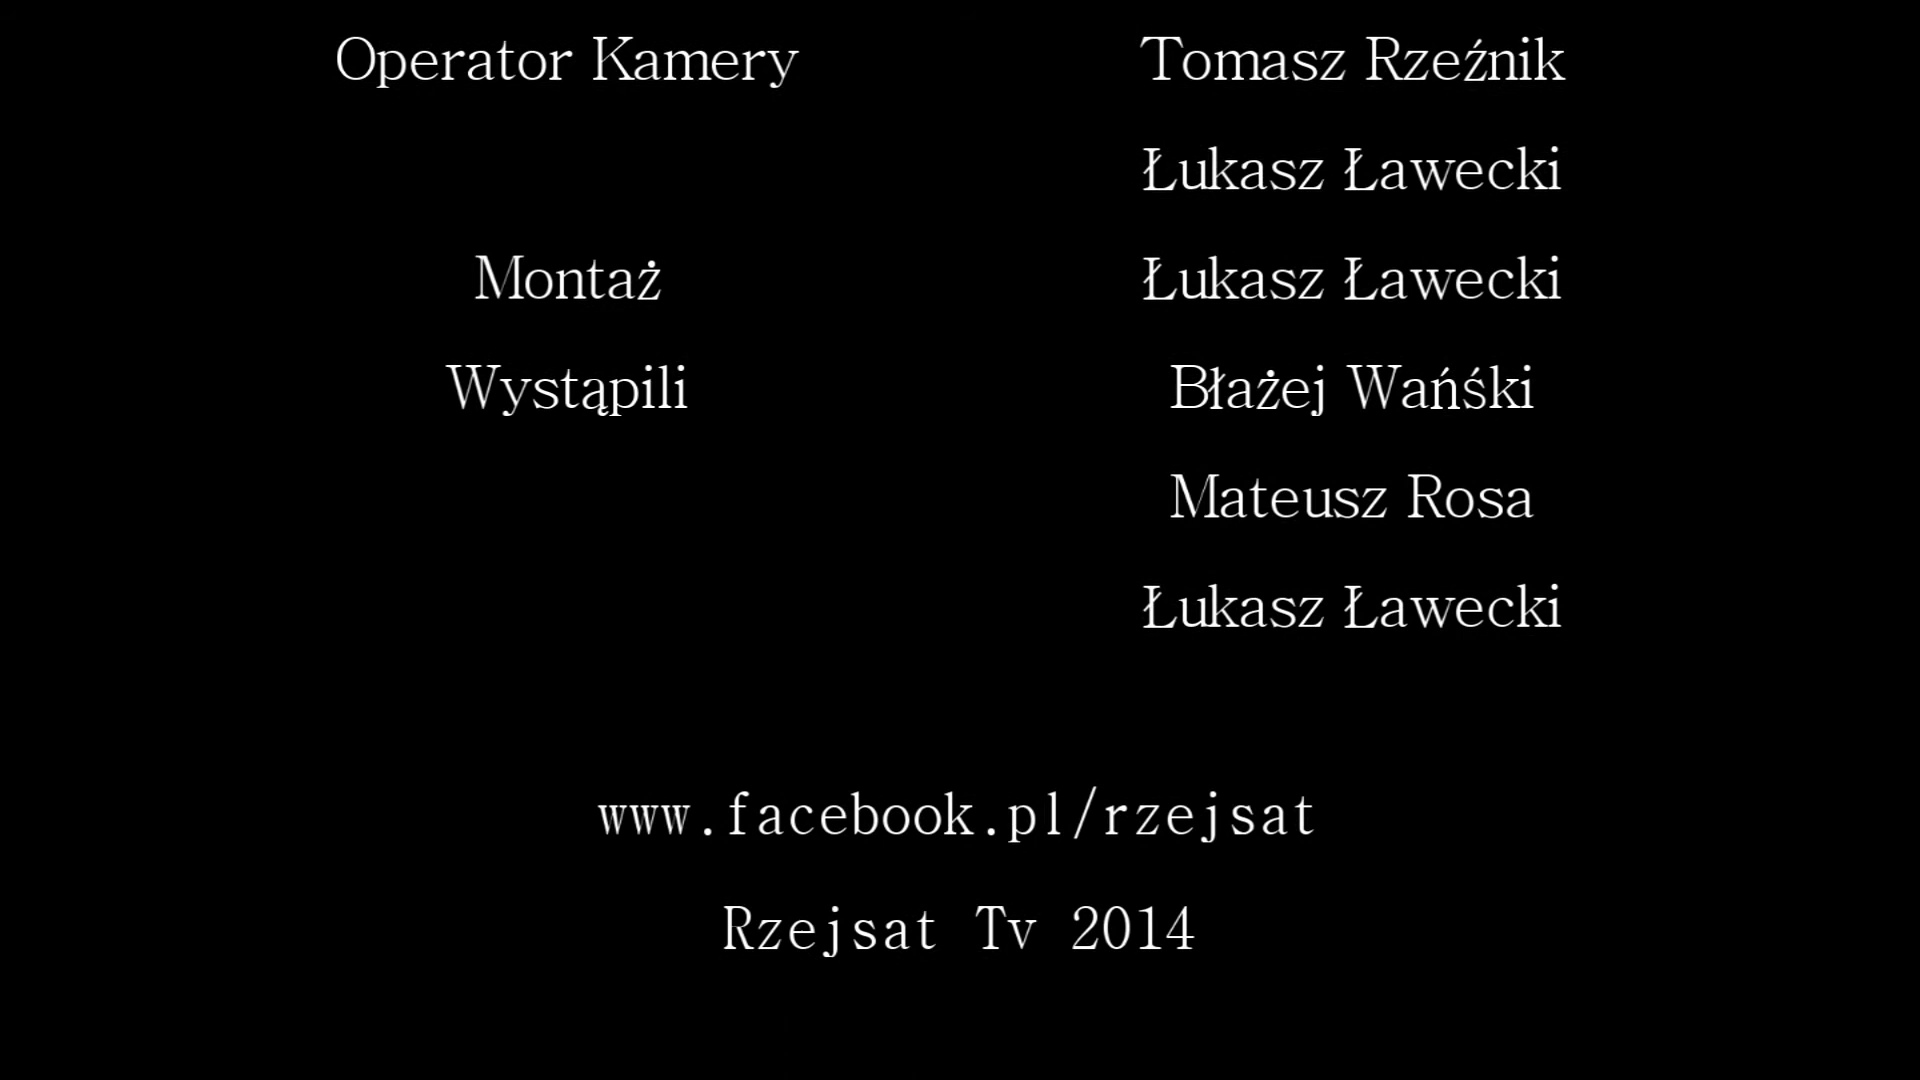 Operator Kamery Tomasz Rzeźnik
Łukasz Ławecki
Montaż Łukasz Ławecki
Wystąpili Błażej Wańśki
Mateusz Rosa
Łukasz Ławecki
www.facebook.pl/rzejsat
Rzejsat Tv 2014